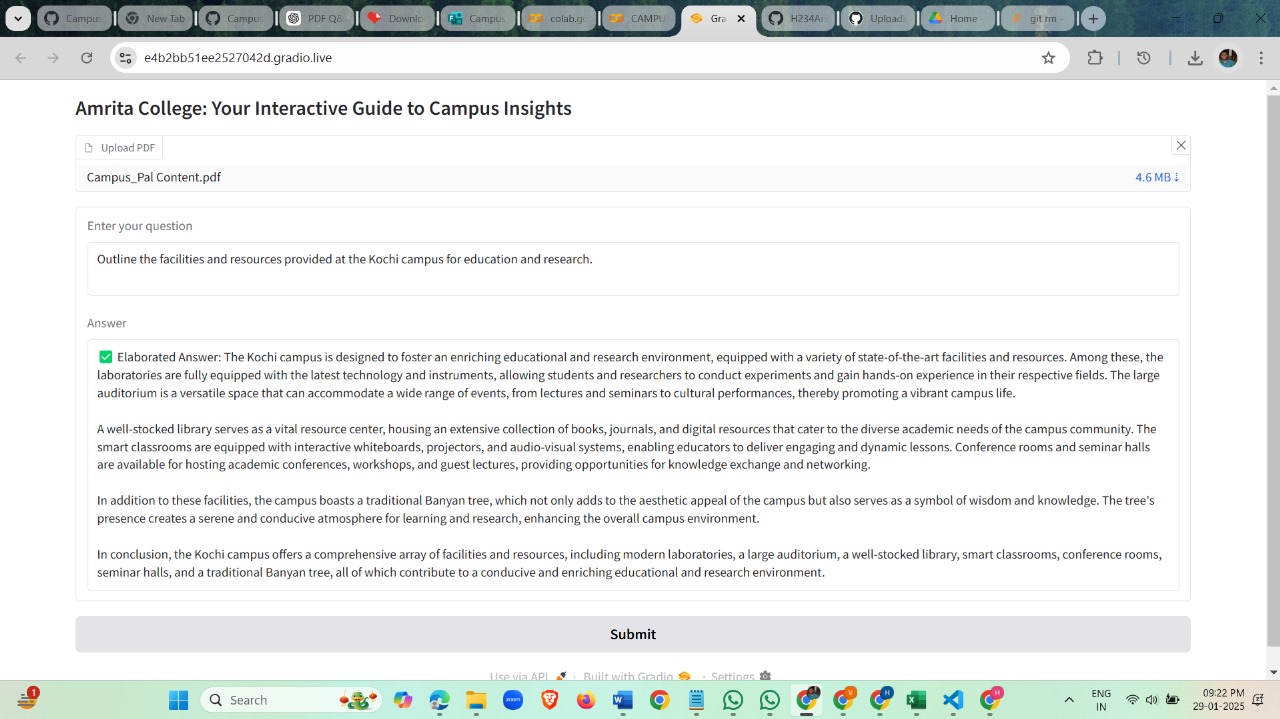 Campus
New Tab
Campus
PDF Q&
Downlo
Campus
colab.go
CAMPU
Gra
H234Ar
Uploadi
Home -
git.rm -
e4b2bb51ee2527042d.gradio.live
Amrita College: Your Interactive Guide to Campus Insights
Upload PDF
Campus_Pal Content.pdf
4.6 MB ⇣
Enter your question
Outline the facilities and resources provided at the Kochi campus for education and research.
Answer
✅ Elaborated Answer: The Kochi campus is designed to foster an enriching educational and research environment, equipped with a variety of state-of-the-art facilities and resources. Among these, the
laboratories are fully equipped with the latest technology and instruments, allowing students and researchers to conduct experiments and gain hands-on experience in their respective fields. The large
auditorium is a versatile space that can accommodate a wide range of events, from lectures and seminars to cultural performances, thereby promoting a vibrant campus life.
A well-stocked library serves as a vital resource center, housing an extensive collection of books, journals, and digital resources that cater to the diverse academic needs of the campus community. The
smart classrooms are equipped with interactive whiteboards, projectors, and audio-visual systems, enabling educators to deliver engaging and dynamic lessons. Conference rooms and seminar halls
are available for hosting academic conferences, workshops, and guest lectures, providing opportunities for knowledge exchange and networking.
In addition to these facilities, the campus boasts a traditional Banyan tree, which not only adds to the aesthetic appeal of the campus but also serves as a symbol of wisdom and knowledge. The tree's
presence creates a serene and conducive atmosphere for learning and research, enhancing the overall campus environment.
In conclusion, the Kochi campus offers a comprehensive array of facilities and resources, including modern laboratories, a large auditorium, a well-stocked library, smart classrooms, conference rooms,
seminar halls, and a traditional Banyan tree, all of which contribute to a conducive and enriching educational and research environment.
Submit
Use via API · Built with Gradio · Settings
1
Search
zoom
V
H
H
ENG
IN
09:22 PM
29-01-2025